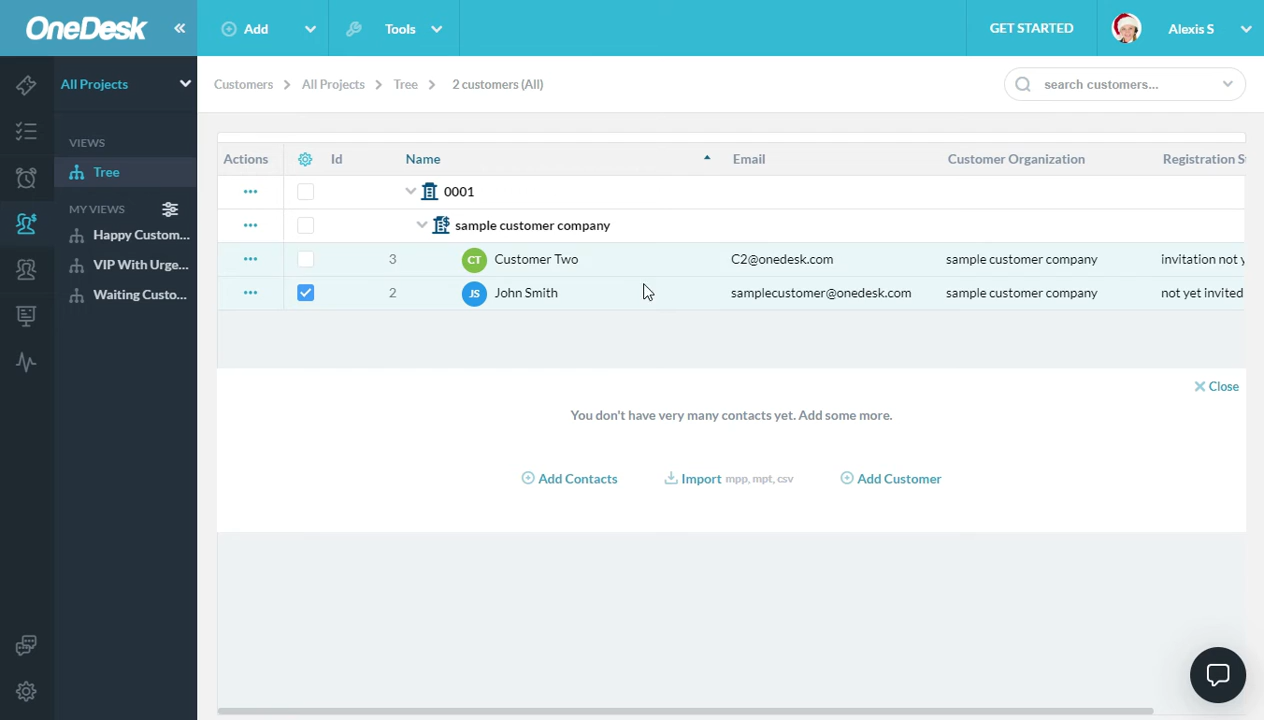 OneDesk « Add Tools GET STARTED Alexis S
All Projects
Customers > All Projects > Tree > 2 customers (All)
search customers...
VIEWS
Tree
MY VIEWS
Happy Custom...
VIP With Urge...
Waiting Custo...
Actions Id Name Email Customer Organization Registration S
... 0001
... sample customer company
... 3 CT Customer Two C2@onedesk.com sample customer company invitation not y
... 2 JS John Smith samplecustomer@onedesk.com sample customer company not yet invited
Close
You don't have very many contacts yet. Add some more.
Add Contacts Import mpp, mpt, csv Add Customer